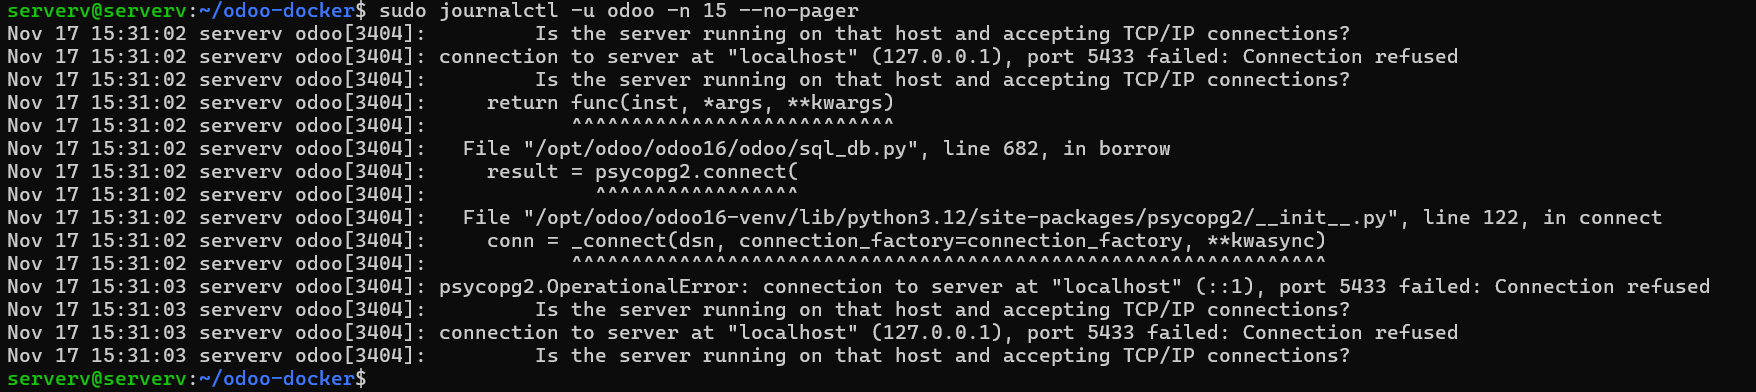 serverv@serverv:~/odoo-docker$ sudo journalctl -u odoo -n 15 --no-pager
Nov 17 15:31:02 serverv odoo[3404]:         Is the server running on that host and accepting TCP/IP connections?
Nov 17 15:31:02 serverv odoo[3404]: connection to server at "localhost" (127.0.0.1), port 5433 failed: Connection refused
Nov 17 15:31:02 serverv odoo[3404]:         Is the server running on that host and accepting TCP/IP connections?
Nov 17 15:31:02 serverv odoo[3404]:     return func(inst, *args, **kwargs)
Nov 17 15:31:02 serverv odoo[3404]:            ^^^^^^^^^^^^^^^^^^^^^^^^^^^
Nov 17 15:31:02 serverv odoo[3404]:   File "/opt/odoo/odoo16/odoo/sql_db.py", line 682, in borrow
Nov 17 15:31:02 serverv odoo[3404]:     result = psycopg2.connect(
Nov 17 15:31:02 serverv odoo[3404]:              ^^^^^^^^^^^^^^^^^
Nov 17 15:31:02 serverv odoo[3404]:   File "/opt/odoo/odoo16-venv/lib/python3.12/site-packages/psycopg2/__init__.py", line 122, in connect
Nov 17 15:31:02 serverv odoo[3404]:     conn = _connect(dsn, connection_factory=connection_factory, **kwasync)
Nov 17 15:31:02 serverv odoo[3404]:            ^^^^^^^^^^^^^^^^^^^^^^^^^^^^^^^^^^^^^^^^^^^^^^^^^^^^^^^^^^^^^^^
Nov 17 15:31:03 serverv odoo[3404]: psycopg2.OperationalError: connection to server at "localhost" (::1), port 5433 failed: Connection refused
Nov 17 15:31:03 serverv odoo[3404]:         Is the server running on that host and accepting TCP/IP connections?
Nov 17 15:31:03 serverv odoo[3404]: connection to server at "localhost" (127.0.0.1), port 5433 failed: Connection refused
Nov 17 15:31:03 serverv odoo[3404]:         Is the server running on that host and accepting TCP/IP connections?
serverv@serverv:~/odoo-docker$